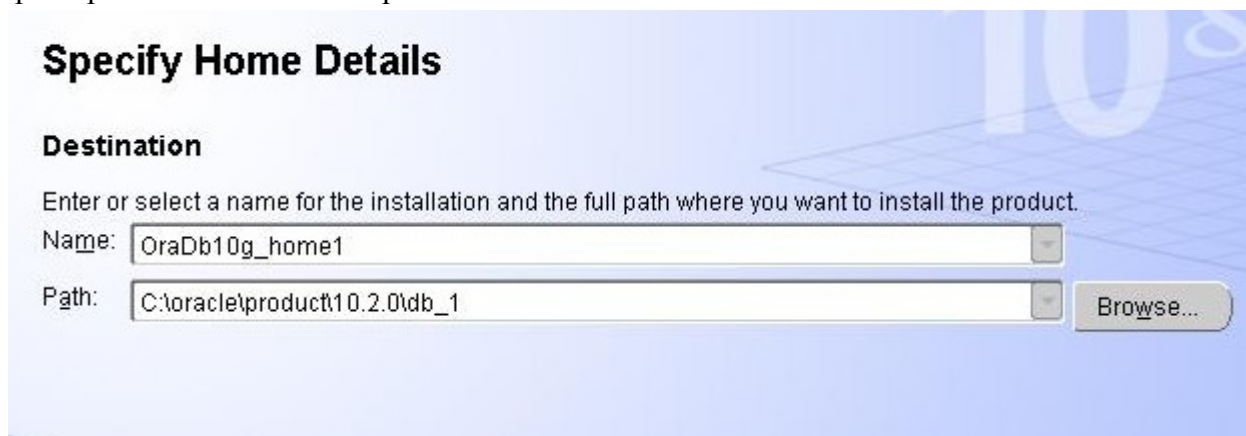 Specify Home Details
10g
Destination
Enter or select a name for the installation and the full path where you want to install the product.
Name: OraDb10g_home1
Path: C:\oracle\product\10.2.0\db_1 Browse...